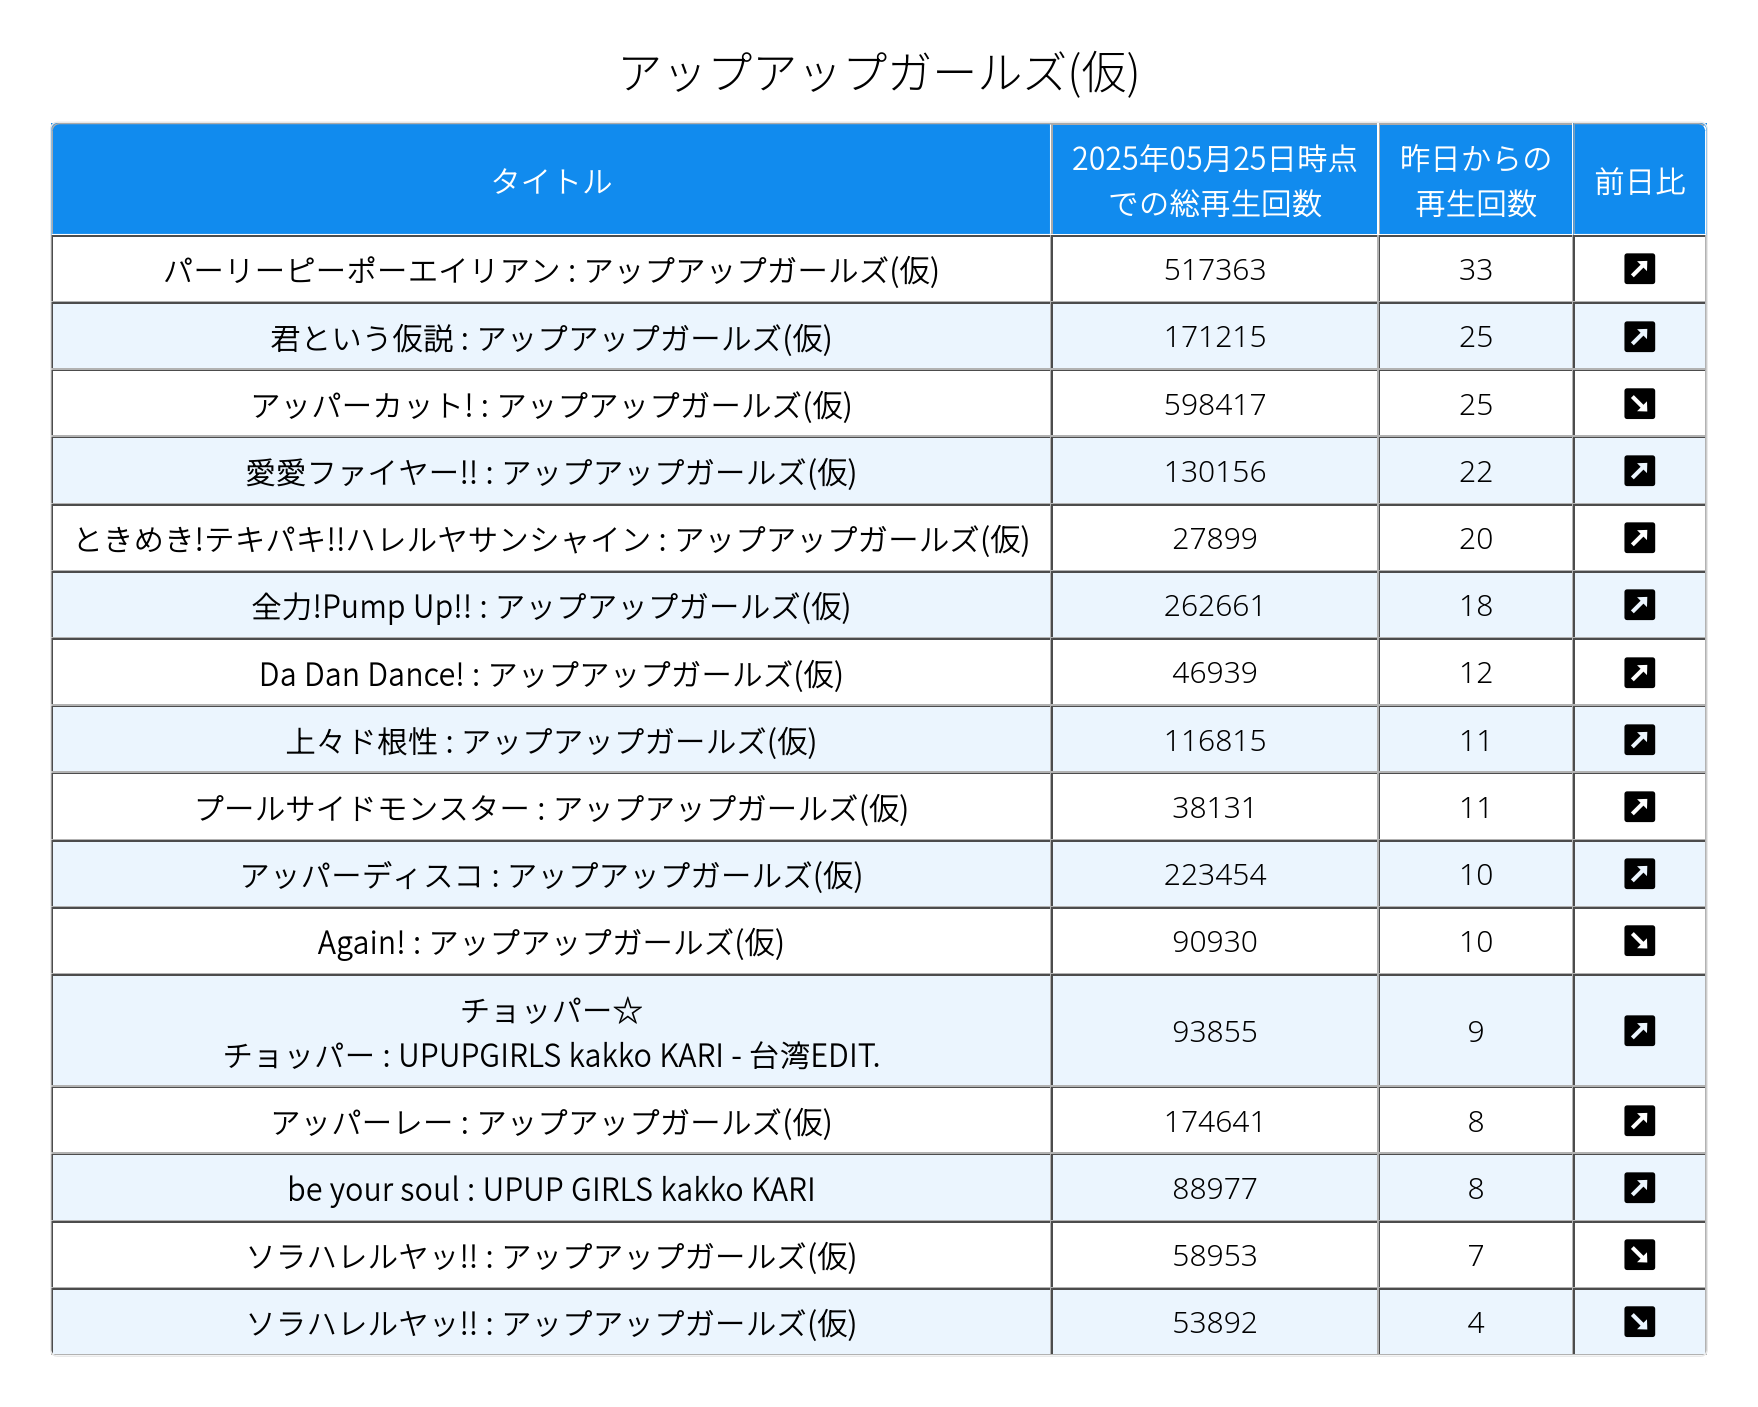 アップアップガールズ(仮)
タイトル
2025年05月25日時点
での総再生回数
昨日からの
再生回数
前日比
パーリーピーポーエイリアン : アップアップガールズ(仮) 517363 33
君という仮説 : アップアップガールズ(仮) 171215 25
アッパーカット! : アップアップガールズ(仮) 598417 25
愛愛ファイヤー!! : アップアップガールズ(仮) 130156 22
ときめき!テキパキ!!ハレルヤサンシャイン : アップアップガールズ(仮) 27899 20
全力!Pump Up!! : アップアップガールズ(仮) 262661 18
Da Dan Dance! : アップアップガールズ(仮) 46939 12
上々ド根性 : アップアップガールズ(仮) 116815 11
プールサイドモンスター : アップアップガールズ(仮) 38131 11
アッパーディスコ : アップアップガールズ(仮) 223454 10
Again! : アップアップガールズ(仮) 90930 10
チョッパー☆
チョッパー : UPUPGIRLS kakko KARI - 台湾EDIT. 93855 9
アッパーレー : アップアップガールズ(仮) 174641 8
be your soul : UPUP GIRLS kakko KARI 88977 8
ソラハレルヤッ!! : アップアップガールズ(仮) 58953 7
ソラハレルヤッ!! : アップアップガールズ(仮) 53892 4